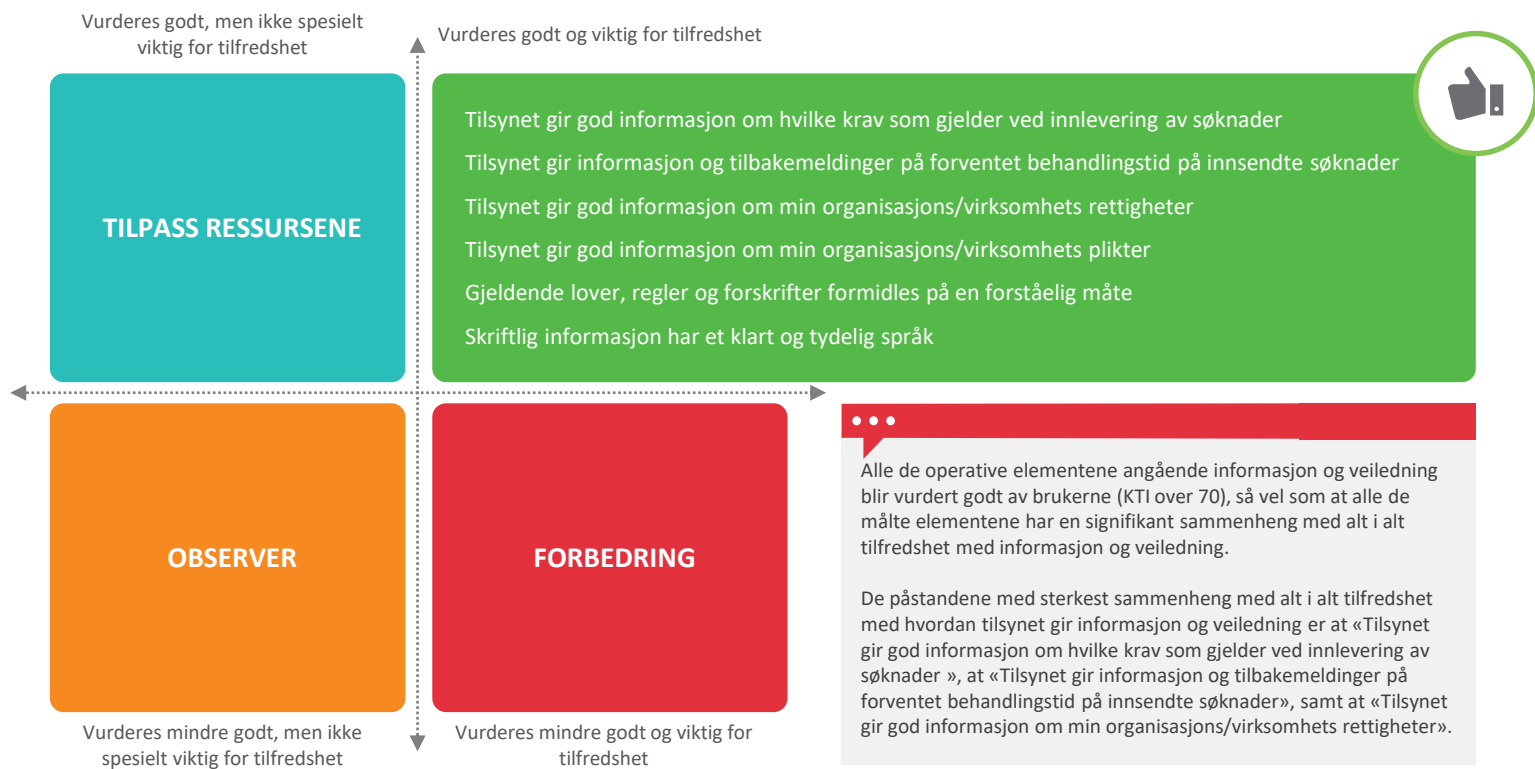 Vurderes godt, men ikke spesielt
viktig for tilfredshet
Vurderes godt og viktig for tilfredshet
TILPASS RESSURSENE
Tilsynet gir god informasjon om hvilke krav som gjelder ved innlevering av søknader
Tilsynet gir informasjon og tilbakemeldinger på forventet behandlingstid på innsendte søknader
Tilsynet gir god informasjon om min organisasjons/virksomhets rettigheter
Tilsynet gir god informasjon om min organisasjons/virksomhets plikter
Gjeldende lover, regler og forskrifter formidles på en forståelig måte
Skriftlig informasjon har et klart og tydelig språk
OBSERVER
FORBEDRING
Vurderes mindre godt, men ikke
spesielt viktig for tilfredshet
Vurderes mindre godt og viktig for
tilfredshet
Alle de operative elementene angående informasjon og veiledning
blir vurdert godt av brukerne (KTI over 70), så vel som at alle de
målte elementene har en signifikant sammenheng med alt i alt
tilfredshet med informasjon og veiledning.
De påstandene med sterkest sammenheng med alt i alt tilfredshet
med hvordan tilsynet gir informasjon og veiledning er at «Tilsynet
gir god informasjon om hvilke krav som gjelder ved innlevering av
søknader », at «Tilsynet gir informasjon og tilbakemeldinger på
forventet behandlingstid på innsendte søknader», samt at «Tilsynet
gir god informasjon om min organisasjons/virksomhets rettigheter».